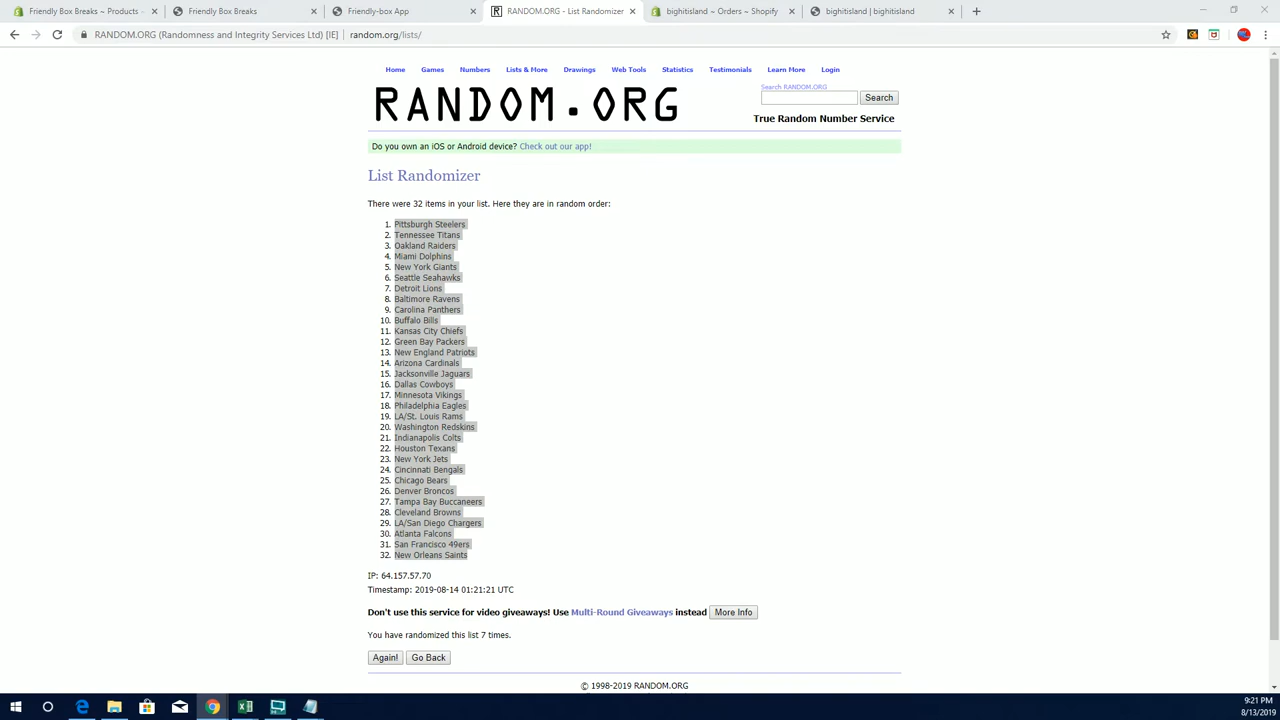 Friendly Box Breaks ~ Products ·
Friendly Box Breaks
Friendly-box App
RANDOM.ORG - List Randomizer
bighitisland ~ Orders ~ Shopify
bighitisland | bighitisland
RANDOM.ORG (Randomness and Integrity Services Ltd) [IE] | random.org/lists/
Home Games Numbers Lists & More Drawings Web Tools Statistics Testimonials Learn More Login
RANDOM.ORG
Search RANDOM.ORG
Search
True Random Number Service
Do you own an iOS or Android device? Check out our app!
List Randomizer
There were 32 items in your list. Here they are in random order:
1. Pittsburgh Steelers
2. Tennessee Titans
3. Oakland Raiders
4. Miami Dolphins
5. New York Giants
6. Seattle Seahawks
7. Detroit Lions
8. Baltimore Ravens
9. Carolina Panthers
10. Buffalo Bills
11. Kansas City Chiefs
12. Green Bay Packers
13. New England Patriots
14. Arizona Cardinals
15. Jacksonville Jaguars
16. Dallas Cowboys
17. Minnesota Vikings
18. Philadelphia Eagles
19. LA/St. Louis Rams
20. Washington Redskins
21. Indianapolis Colts
22. Houston Texans
23. New York Jets
24. Cincinnati Bengals
25. Chicago Bears
26. Denver Broncos
27. Tampa Bay Buccaneers
28. Cleveland Browns
29. LA/San Diego Chargers
30. Atlanta Falcons
31. San Francisco 49ers
32. New Orleans Saints
IP: 64.157.57.70
Timestamp: 2019-08-14 01:21:21 UTC
Don't use this service for video giveaways! Use Multi-Round Giveaways instead More Info
You have randomized this list 7 times.
Again! Go Back
© 1998-2019 RANDOM.ORG
9:21 PM
8/13/2019